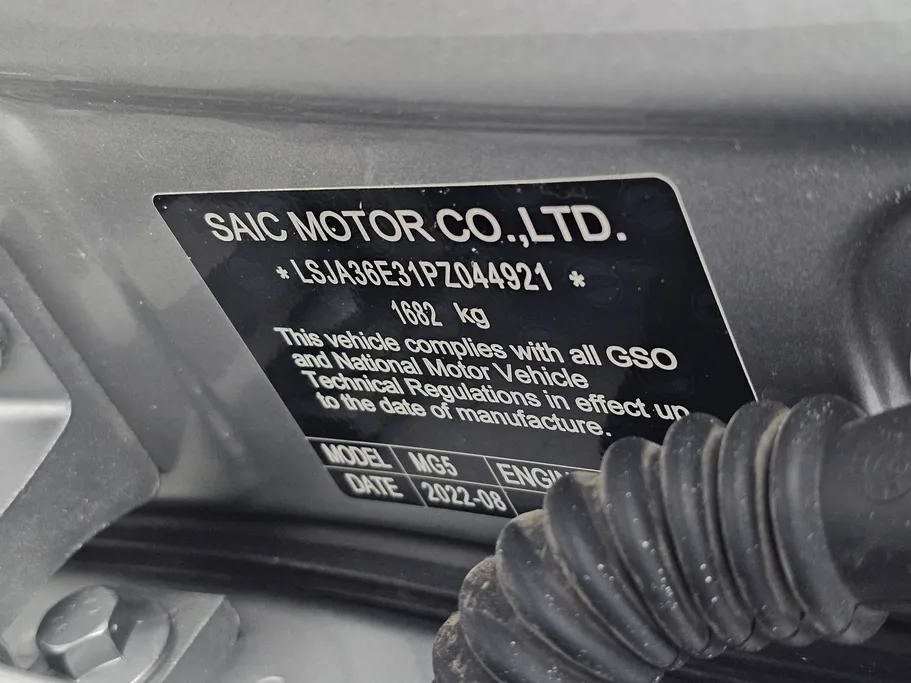 SAIC MOTOR CO.,LTD.
*LSJA36E31PZ044921 *
1682 kg
This vehicle complies with all GSO
and National Motor Vehicle
Technical Regulations in effect up
to the date of manufacture.
MODEL MG5
DATE 2022-08